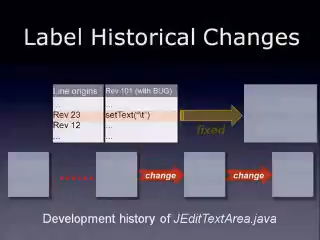 Label Historical Changes
Line origins Rev 101 (with BUG)
... ...
Rev 23 setText("\t")
Rev 12 ...
... ...
fixed
change change
Development history of JEditTextArea.java